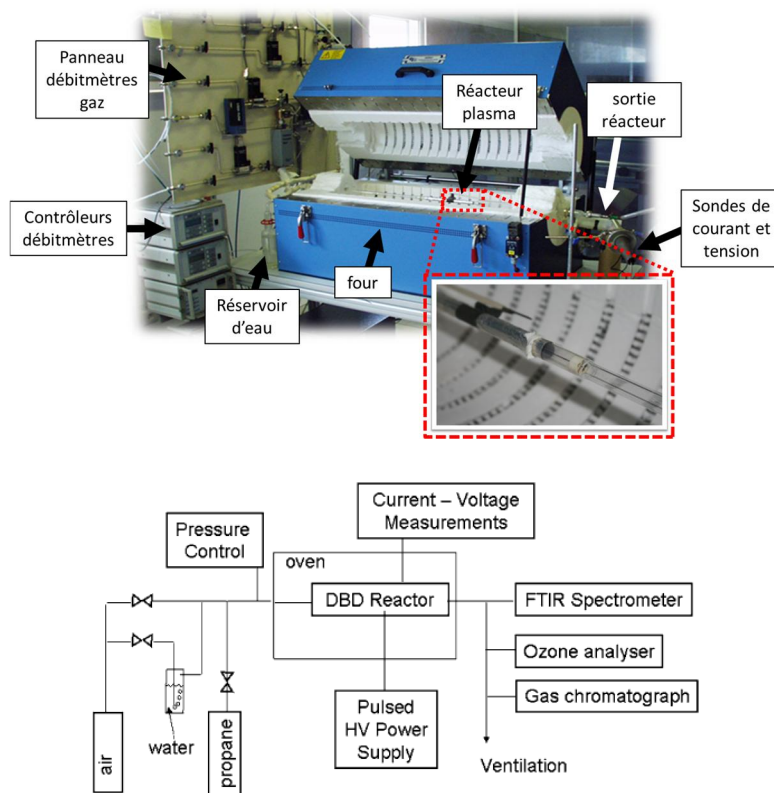 Panneau
débitmètres
gaz
Réacteur
plasma
sortie
réacteur
Contrôleurs
débitmètres
Sondes de
courant et
tension
Réservoir
d'eau
four
Current – Voltage
Measurements
Pressure
Control
oven
DBD Reactor
FTIR Spectrometer
Ozone analyser
Gas chromatograph
Pulsed
HV Power
Supply
air
water
propane
Ventilation